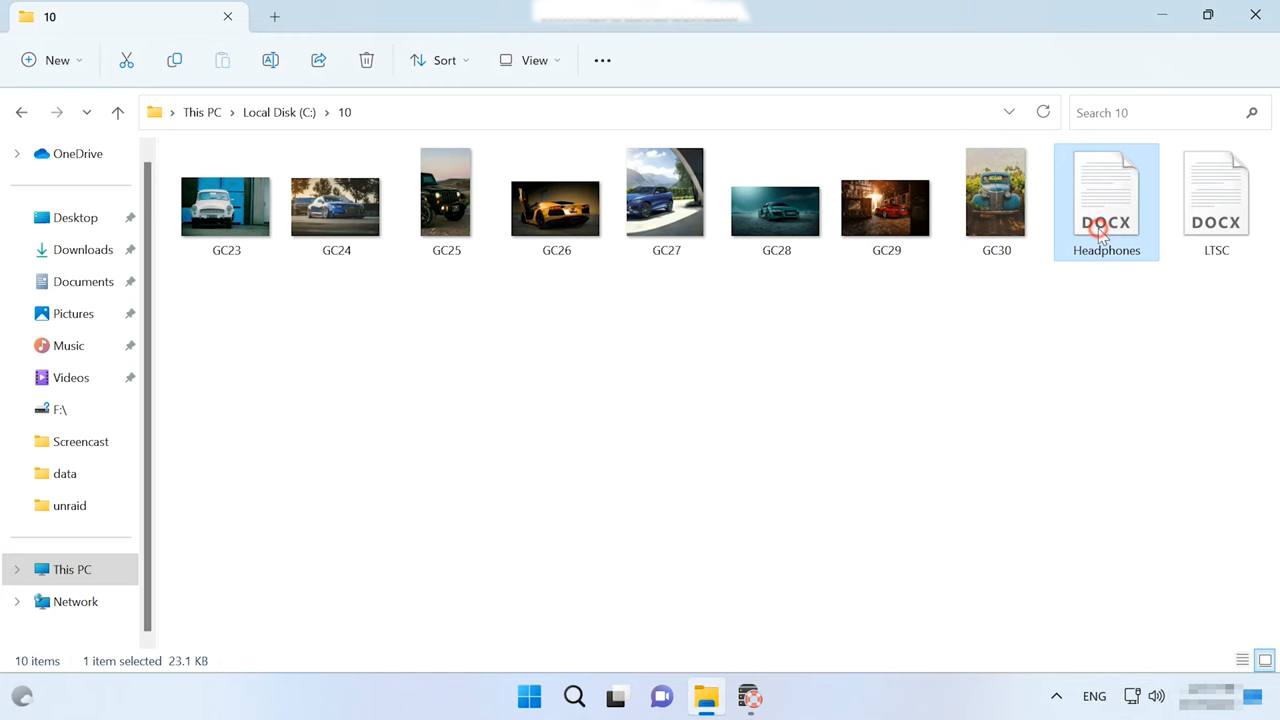 10
New
Sort
View
This PC
Local Disk (C:)
10
Search 10
OneDrive
Desktop
Downloads
Documents
Pictures
Music
Videos
F:\
Screencast
data
unraid
This PC
Network
GC23
GC24
GC25
GC26
GC27
GC28
GC29
GC30
DOCX
Headphones
DOCX
LTSC
10 items
1 item selected 23.1 KB
ENG